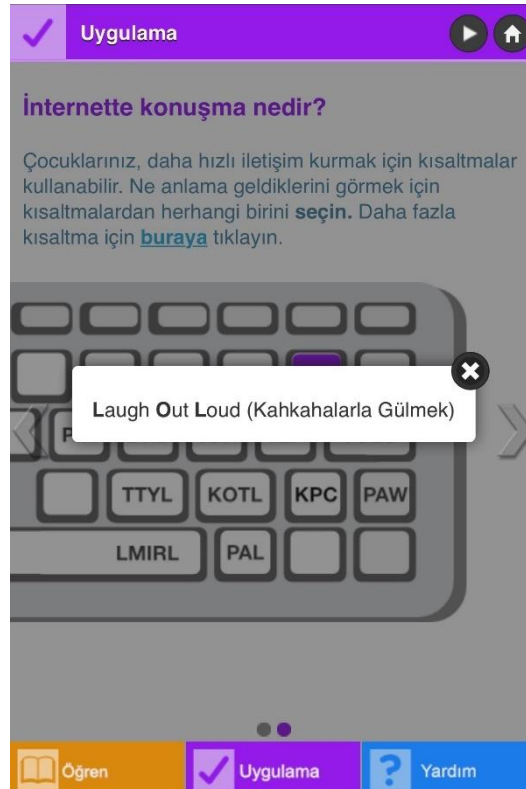 Uygulama
İnternette konuşma nedir?
Çocuklarınız, daha hızlı iletişim kurmak için kısaltmalar
kullanabilir. Ne anlama geldiklerini görmek için
kısaltmalardan herhangi birini seçin. Daha fazla
kısaltma için buraya tıklayın.
Laugh Out Loud (Kahkahalarla Gülmek)
TTYL KOTL KPC PAW
LMIRL PAL
Öğren Uygulama Yardım